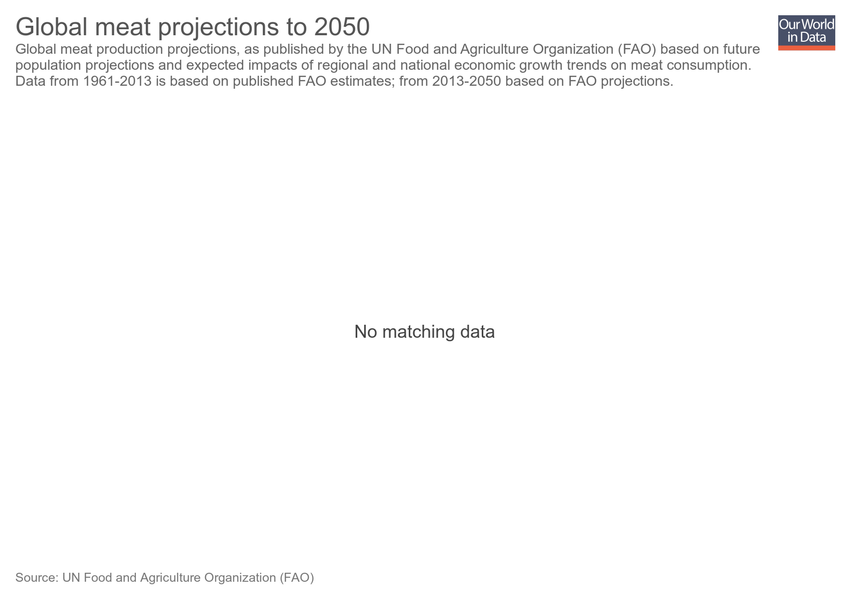 Global meat projections to 2050
Our World
in Data
Global meat production projections, as published by the UN Food and Agriculture Organization (FAO) based on future
population projections and expected impacts of regional and national economic growth trends on meat consumption.
Data from 1961-2013 is based on published FAO estimates; from 2013-2050 based on FAO projections.
No matching data
Source: UN Food and Agriculture Organization (FAO)